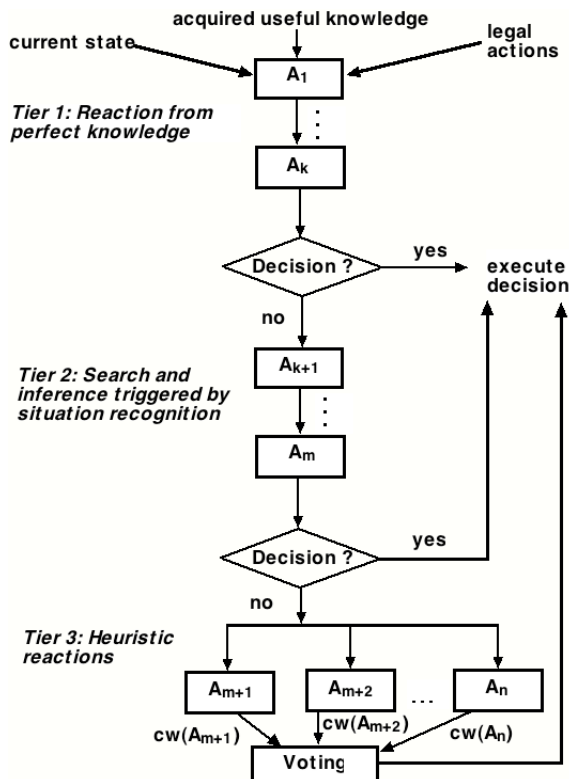 acquired useful knowledge
current state
legal
actions
A1
Tier 1: Reaction from
perfect knowledge
⋮
Ak
Decision ?
yes
execute
decision
no
Ak+1
Tier 2: Search and
inference triggered by
situation recognition
⋮
Am
Decision ?
yes
no
Tier 3: Heuristic
reactions
Am+1
Am+2
...
An
cw(Am+1)
cw(Am+2)
cw(An)
Voting